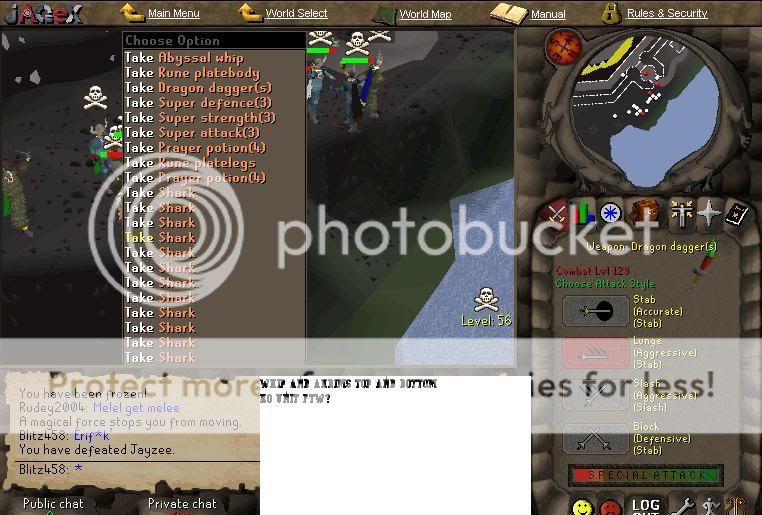 JAGeX
Main Menu
World Select
World Map
Manual
Rules & Security
Choose Option
Take Abyssal whip
Take Rune platebody
Take Dragon dagger(s)
Take Super defence(3)
Take Super strength(3)
Take Super attack(3)
Take Prayer potion(4)
Take Rune platelegs
Take Prayer potion(4)
Take Shark
Take Shark
Take Shark
Take Shark
Take Shark
Take Shark
Take Shark
Take Shark
Take Shark
Take Shark
Take Shark
Take Shark
photobucket
Level: 56
Protect more of your memories for less!
Weapon: Dragon dagger(s)
Combat Lvl 123
Choose Attack Style
Stab
(Accurate)
(Stab)
Lunge
(Aggressive)
(Stab)
Slash
(Aggressive)
(Slash)
Block
(Defensive)
(Stab)
SPECIAL ATTACK
You have been frozen!
Rudey2004: Melel get melee
A magical force stops you from moving.
Blitz458: Erif*k
You have defeated Jayzee.
Blitz458: *
WHIP AND AHRIMS TOP AND BOTTOM
NO UNIT FTW?
Public chat
Private chat
LOG
OUT